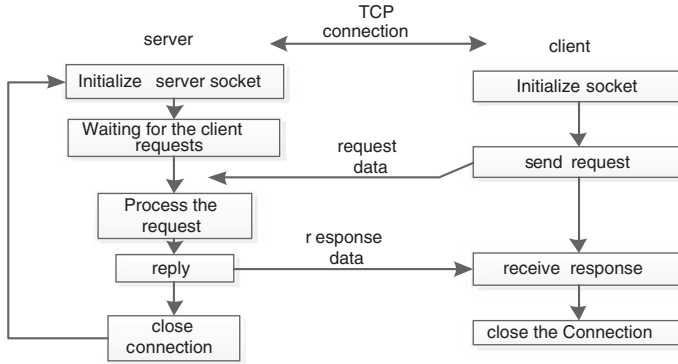 TCP
connection
server
client
Initialize server socket
Initialize socket
Waiting for the client
requests
request
data
send request
Process the
request
r esponse
data
reply
receive response
close
connection
close the Connection